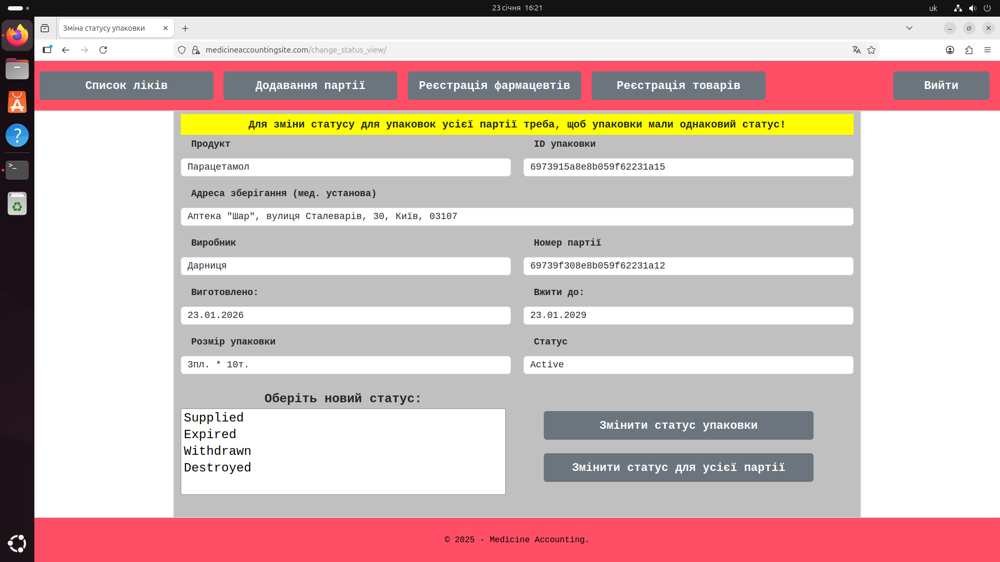 23 січня 16:21
uk
Зміна статусу упаковки
medicineaccountingsite.com/change_status_view/
Список ліків
Додавання партії
Реєстрація фармацевтів
Реєстрація товарів
Вийти
Для зміни статусу для упаковок усієї партії треба, щоб упаковки мали однаковий статус!
Продукт
ID упаковки
Парацетамол
6973915a8e8b059f62231a15
Адреса зберігання (мед. установа)
Аптека "Шар", вулиця Сталеварів, 30, Київ, 03107
Виробник
Номер партії
Дарниця
69739f308e8b059f62231a12
Виготовлено:
Вжити до:
23.01.2026
23.01.2029
Розмір упаковки
Статус
3пл. * 10т.
Active
Оберіть новий статус:
Supplied
Expired
Withdrawn
Destroyed
Змінити статус упаковки
Змінити статус для усієї партії
© 2025 - Medicine Accounting.